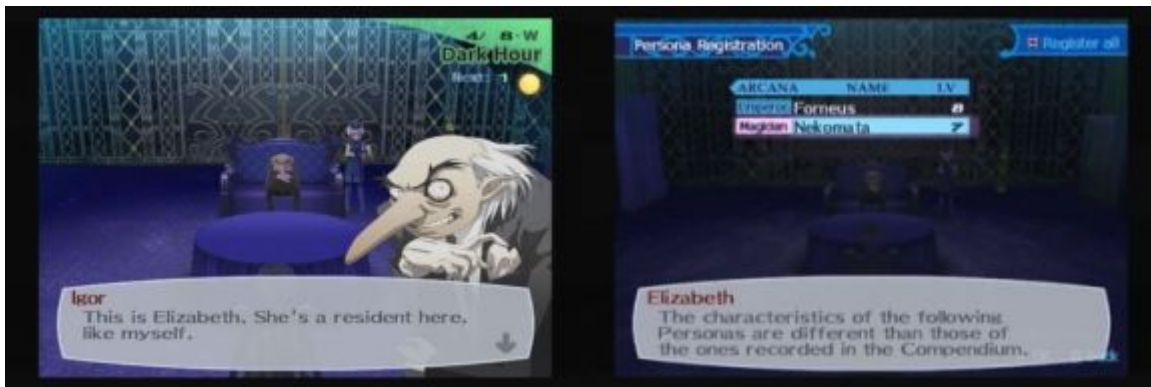 4/ 8·W
Dark Hour
Next: 1
Igor
This is Elizabeth. She's a resident here,
like myself.
Persona Registration
Register all
ARCANA NAME LV
Emperor Forneus 8
Magician Nekomata 7
Elizabeth
The characteristics of the following
Personas are different than those of
the ones recorded in the Compendium.